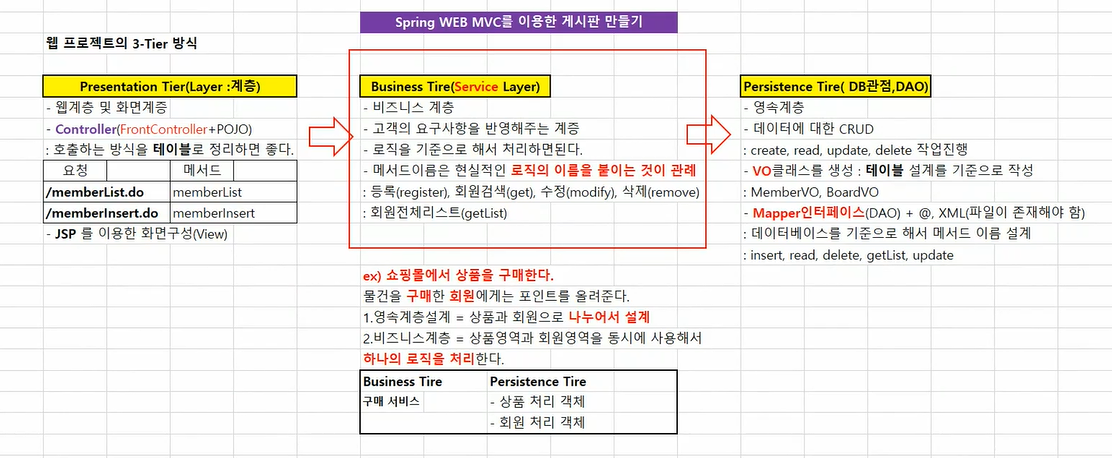 Spring WEB MVC를 이용한 게시판 만들기
웹 프로젝트의 3-Tier 방식
Presentation Tier(Layer :계층)
- 웹계층 및 화면계증
- Controller(FrontController+POJO)
: 호출하는 방식을 테이블로 정리하면 좋다.
요청 메서드
/memberList.do memberList
/memberInsert.do memberInsert
- JSP 를 이용한 화면구성(View)
Business Tire(Service Layer)
- 비즈니스 계층
- 고객의 요구사항을 반영해주는 계증
- 로직을 기준으로 해서 처리하면된다.
- 메서드이름은 현실적인 로직의 이름을 붙이는 것이 관례
: 등록(register), 회원검색(get), 수정(modify), 삭제(remove)
: 회원전체리스트(getList)
Persistence Tire( DB관점,DAO)
- 영속계층
- 데이터에 대한 CRUD
: create, read, update, delete 작업진행
- VO클래스를 생성 : 테이블 설계를 기준으로 작성
: MemberVO, BoardVO
- Mapper인터페이스(DAO) + @, XML(파일이 존재해야 함)
: 데이터베이스를 기준으로 해서 메서드 이름 설계
: insert, read, delete, getList, update
ex) 쇼핑몰에서 상품을 구매한다.
물건을 구매한 회원에게는 포인트를 올려준다.
1.영속계층설계 = 상품과 회원으로 나누어서 설계
2.비즈니스계층 = 상품영역과 회원영역을 동시에 사용해서
하나의 로직을 처리한다.
Business Tire Persistence Tire
구매 서비스 - 상품 처리 객체
- 회원 처리 객체